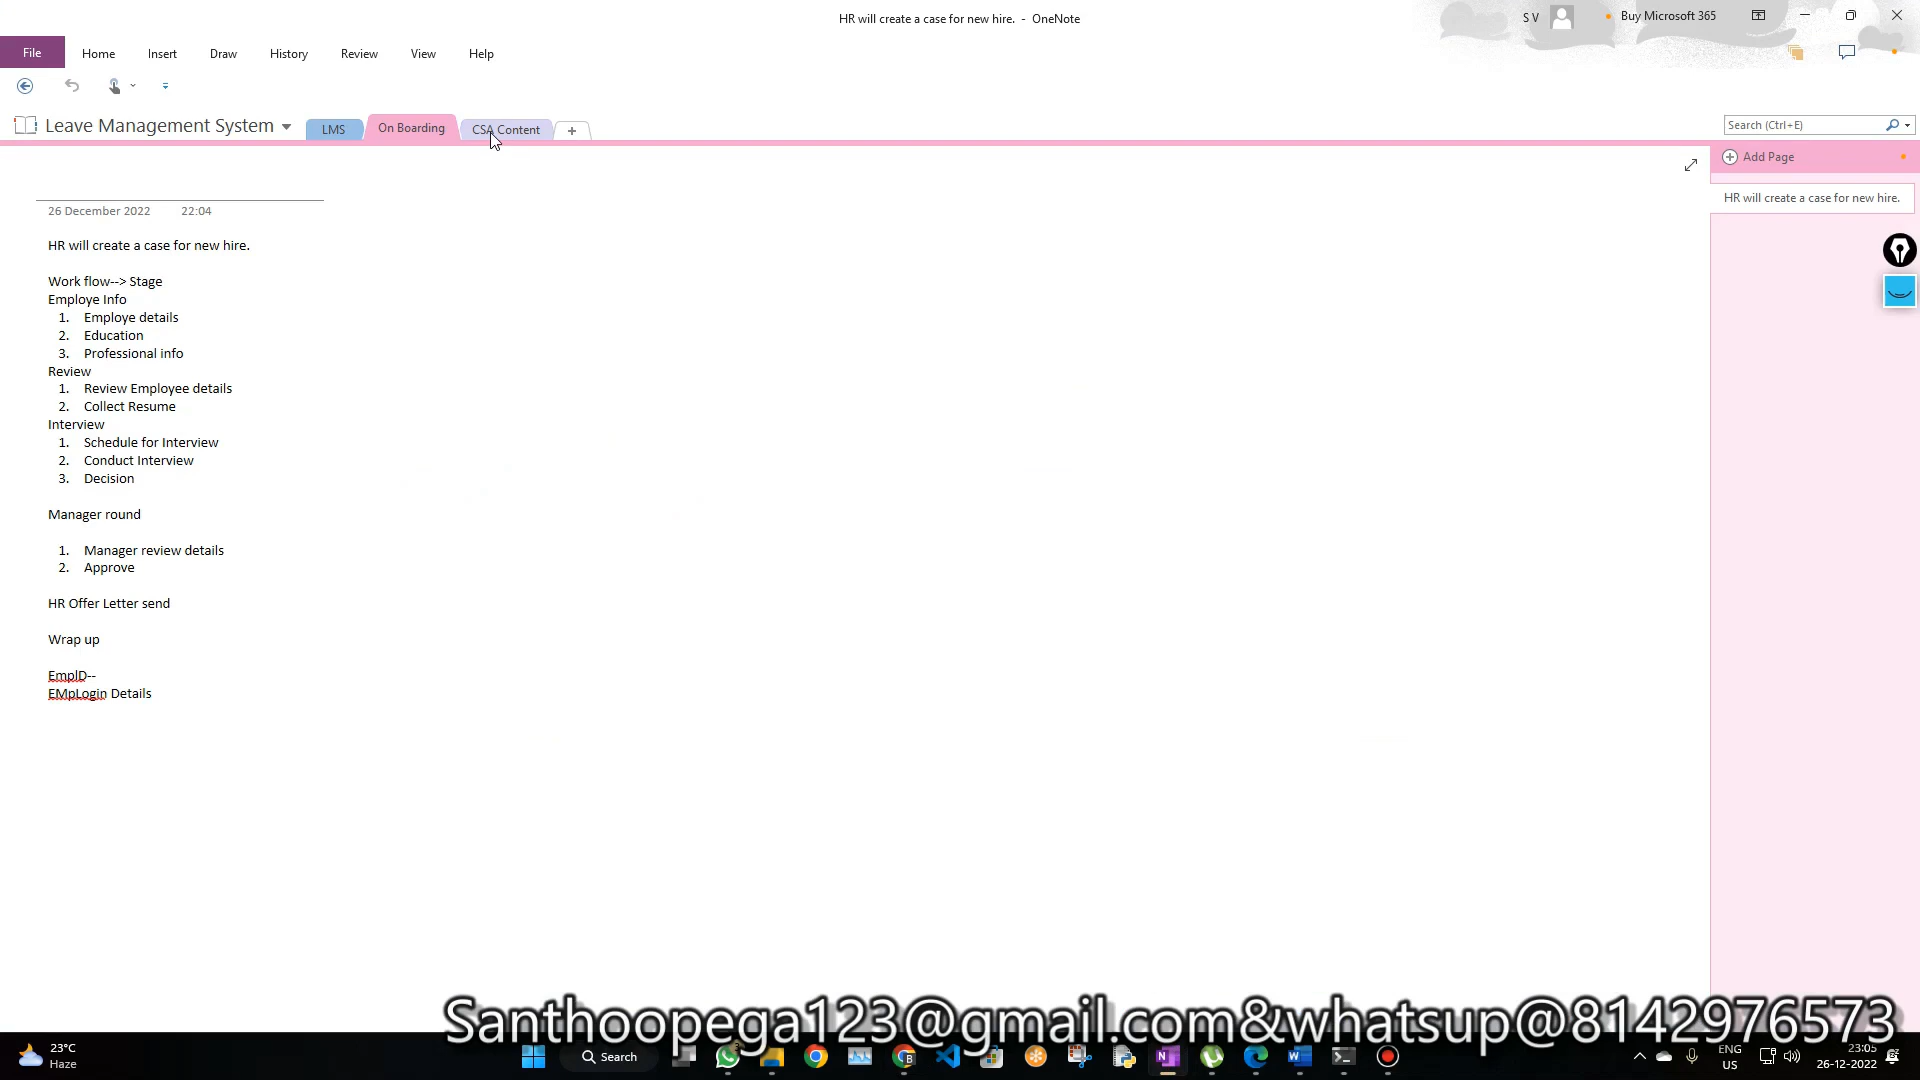 HR will create a case for new hire. - OneNote
S V
Buy Microsoft 365
File Home Insert Draw History Review View Help
Leave Management System
LMS
On Boarding
CSA Content
Search (Ctrl+E)
Add Page
HR will create a case for new hire.
26 December 2022 22:04
HR will create a case for new hire.
Work flow--> Stage
Employe Info
1. Employe details
2. Education
3. Professional info
Review
1. Review Employee details
2. Collect Resume
Interview
1. Schedule for Interview
2. Conduct Interview
3. Decision
Manager round
1. Manager review details
2. Approve
HR Offer Letter send
Wrap up
EmpID--
EMpLogin Details
Santhoopega123@gmail.com&whatsup@8142976573
23°C
Haze
Search
ENG
US
23:05
26-12-2022